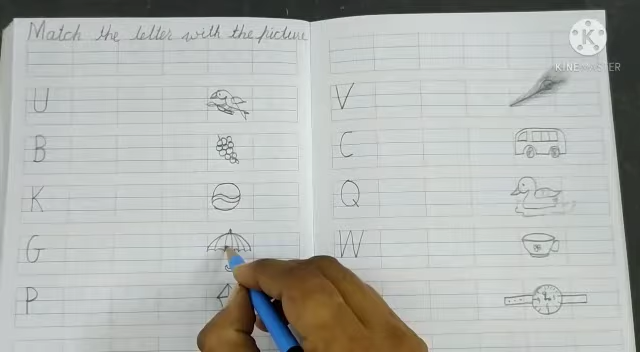 Match the letter with the picture
U
B
K
G
P
V
C
Q
W
K
KINEMASTER